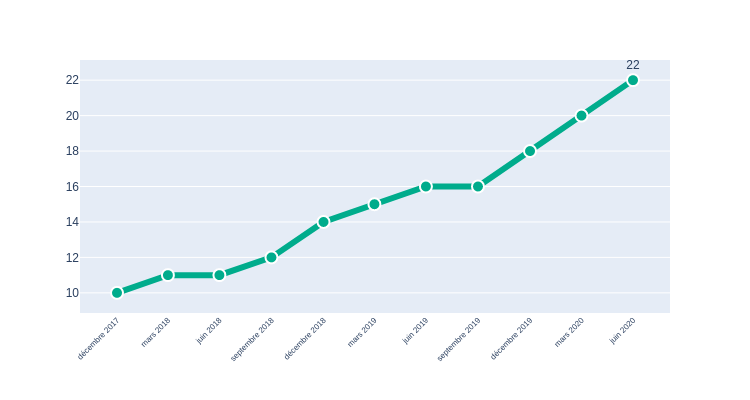 22
22
20
18
16
14
12
10
décembre 2017
mars 2018
juin 2018
septembre 2018
décembre 2018
mars 2019
juin 2019
septembre 2019
décembre 2019
mars 2020
juin 2020